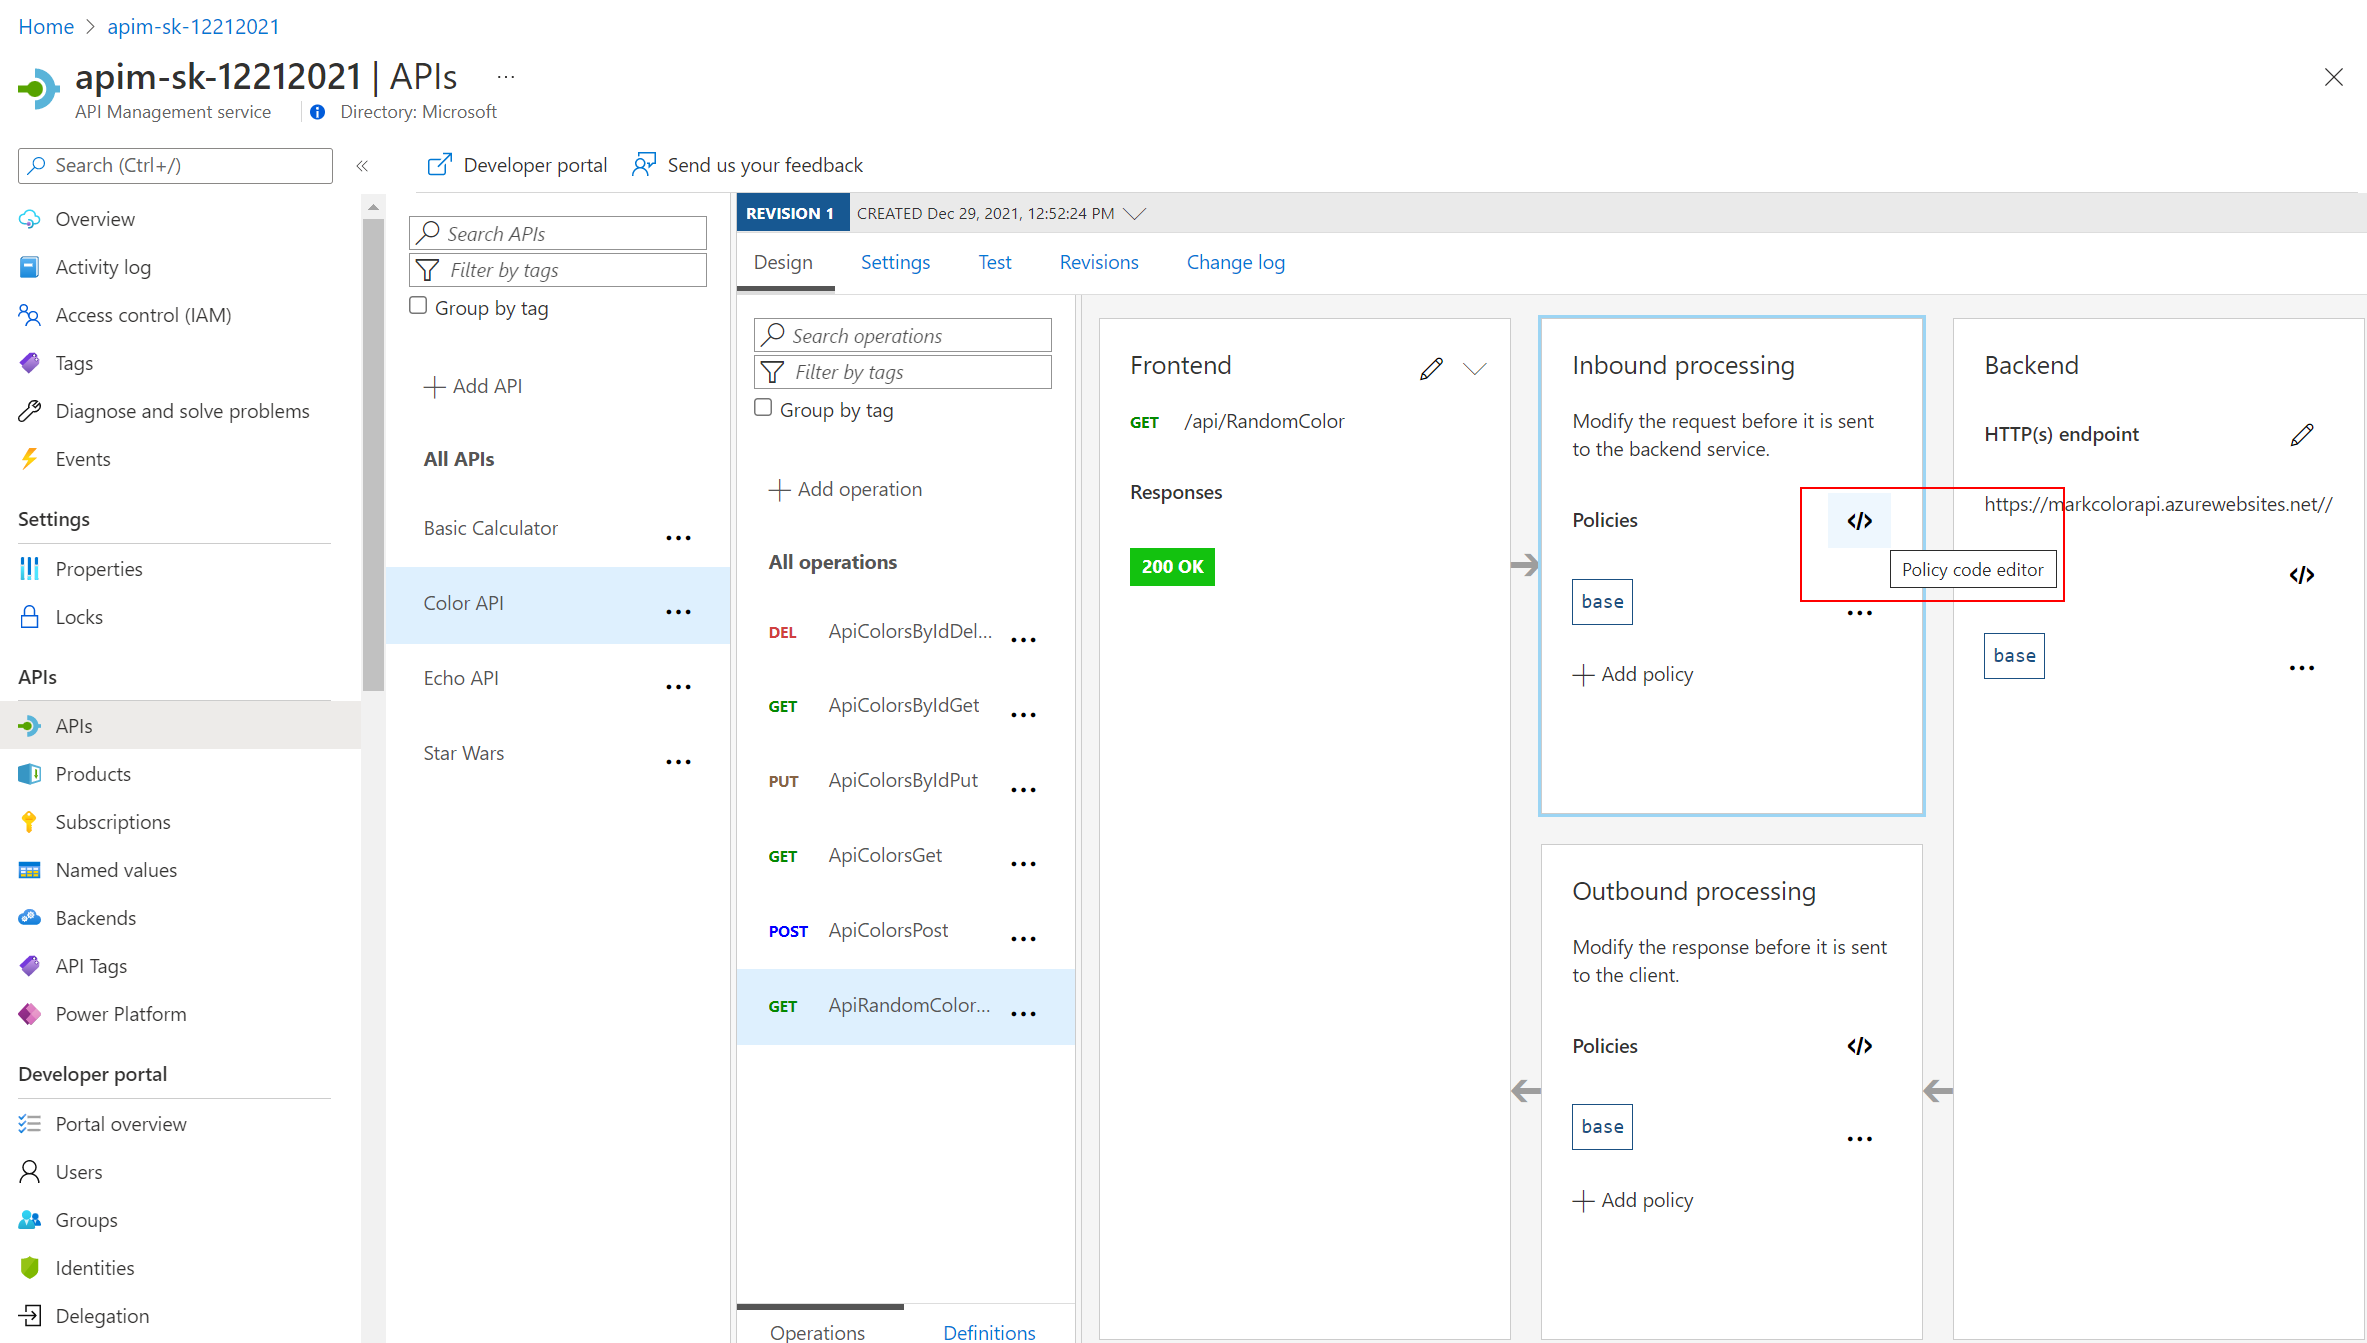 Home > apim-sk-12212021
apim-sk-12212021 | APIs ...
API Management service
Directory: Microsoft
Search (Ctrl+/)
«
Overview
Activity log
Access control (IAM)
Tags
Diagnose and solve problems
Events
Settings
Properties
Locks
APIs
APIs
Products
Subscriptions
Named values
Backends
API Tags
Power Platform
Developer portal
Portal overview
Users
Groups
Identities
Delegation
Developer portal
Send us your feedback
Search APIs
Filter by tags
Group by tag
+ Add API
All APIs
Basic Calculator ...
Color API ...
Echo API ...
Star Wars ...
REVISION 1 CREATED Dec 29, 2021, 12:52:24 PM
Design Settings Test Revisions Change log
Search operations
Filter by tags
Group by tag
+ Add operation
All operations
DEL ApiColorsByIdDel... ...
GET ApiColorsByIdGet ...
PUT ApiColorsByIdPut ...
GET ApiColorsGet ...
POST ApiColorsPost ...
GET ApiRandomColor... ...
Operations Definitions
Frontend
GET /api/RandomColor
Responses
200 OK
Inbound processing
Modify the request before it is sent
to the backend service.
Policies </>
Policy code editor
base ...
+ Add policy
Outbound processing
Modify the response before it is sent
to the client.
Policies </>
base ...
+ Add policy
Backend
HTTP(s) endpoint
https://markcolorapi.azurewebsites.net//
</>
base ...